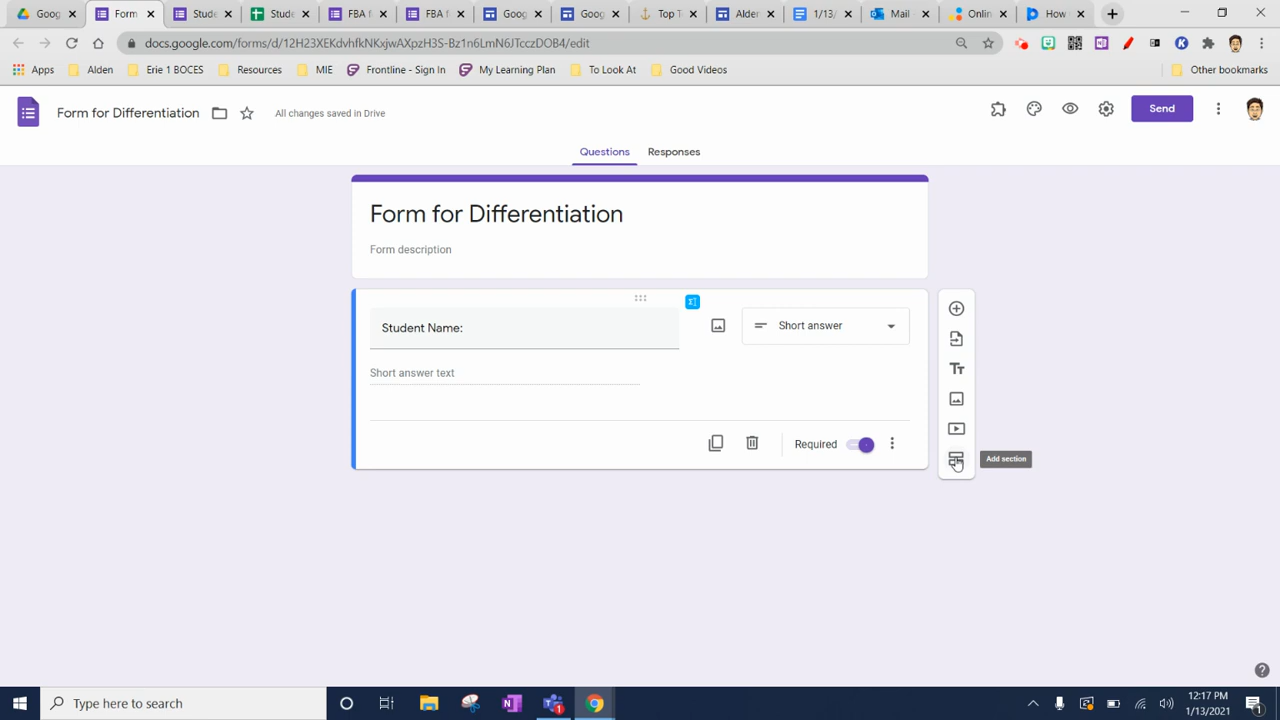 Goog
Form
Stude
Stude
FBA f
FBA f
Goog
Goog
Top T
Alder
1/13/
Mail
Onlin
How
docs.google.com/forms/d/12H23XEKdvhfkNKxjwAXpzH3S-Bz1n6LmN6JTcczDOB4/edit
Apps
Alden
Erie 1 BOCES
Resources
MIE
Frontline - Sign In
My Learning Plan
To Look At
Good Videos
Other bookmarks
Form for Differentiation
All changes saved in Drive
Send
Questions
Responses
Form for Differentiation
Form description
Student Name:
Short answer
Short answer text
Required
Add section
Type here to search
12:17 PM
1/13/2021